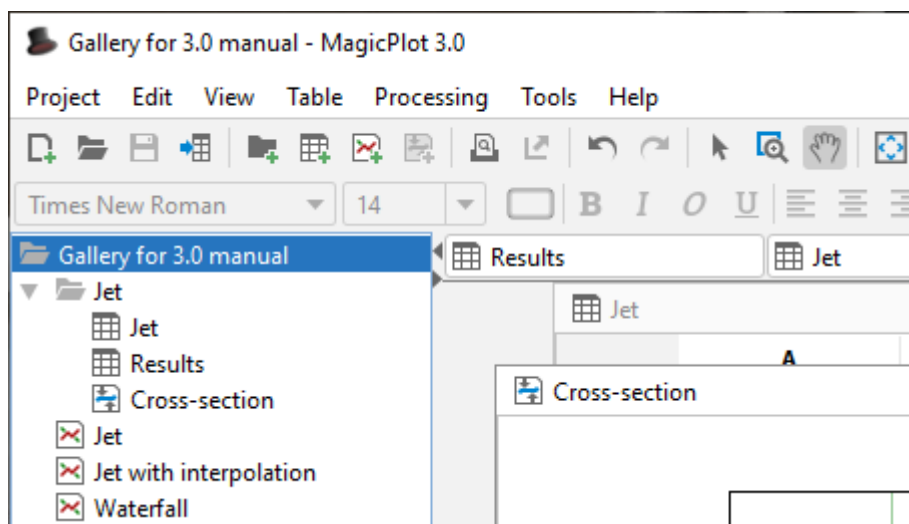 Gallery for 3.0 manual - MagicPlot 3.0
Project Edit View Table Processing Tools Help
Times New Roman 14 B I O U
Gallery for 3.0 manual
Results Jet
Jet
Jet
Jet
A
Results
Cross-section
Cross-section
Jet
Jet with interpolation
Waterfall